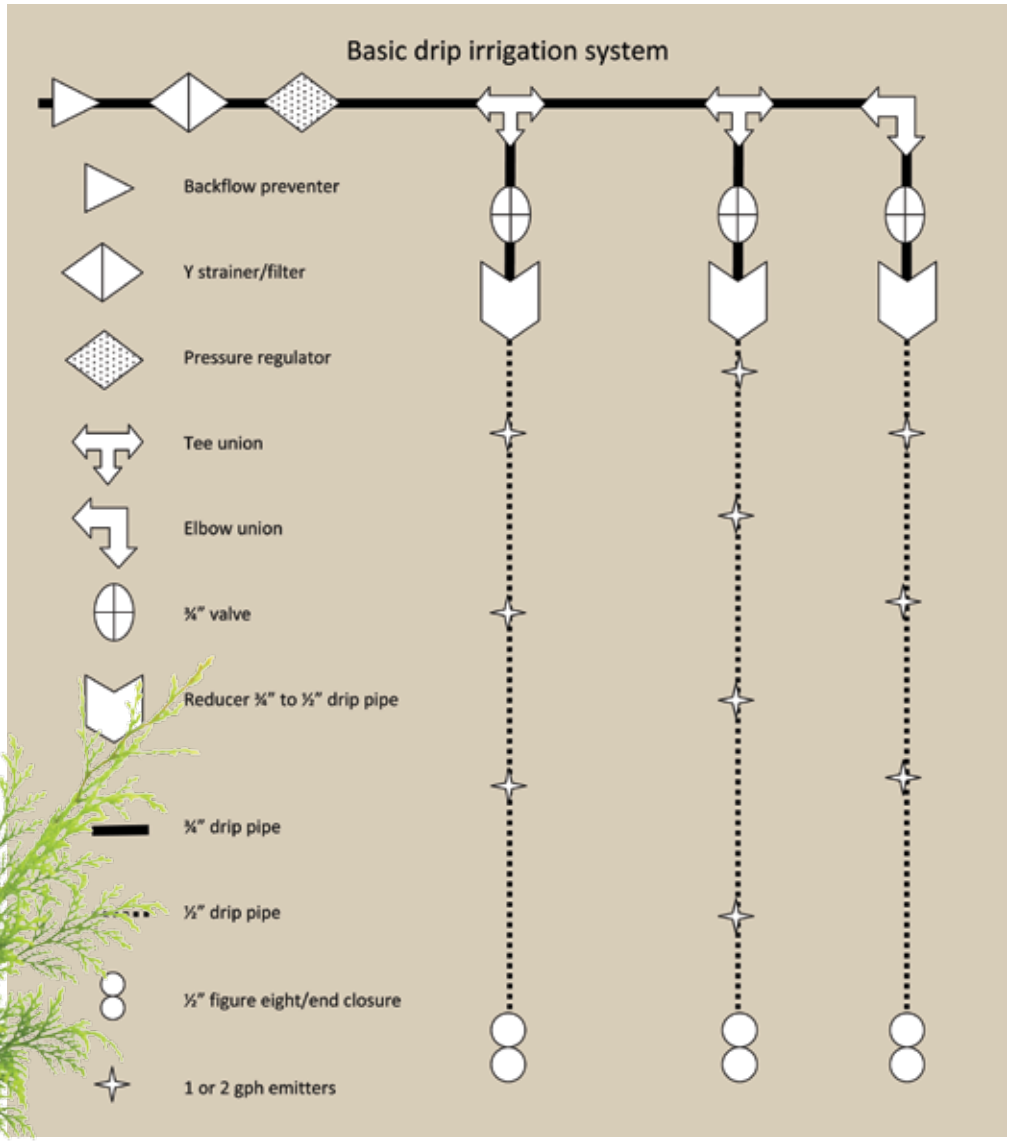 Basic drip irrigation system
Backflow preventer
Y strainer/filter
Pressure regulator
Tee union
Elbow union
¾” valve
Reducer ¾” to ½” drip pipe
¾” drip pipe
½” drip pipe
½” figure eight/end closure
1 or 2 gph emitters